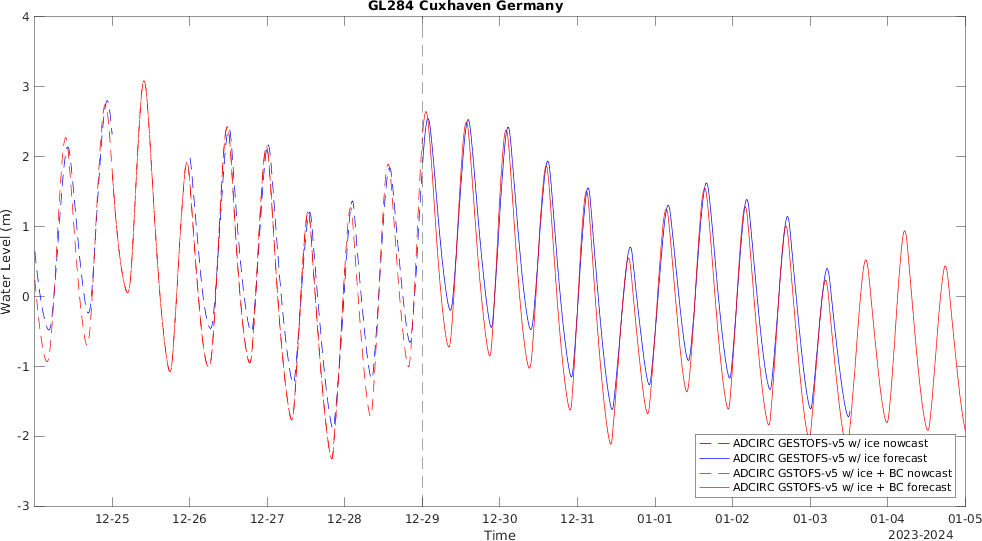 GL284 Cuxhaven Germany
4
3
2
1
0
-1
-2
-3
Water Level (m)
12-25 12-26 12-27 12-28 12-29 12-30 12-31 01-01 01-02 01-03 01-04 01-05
Time
2023-2024
ADCIRC GESTOFS-v5 w/ ice nowcast
ADCIRC GESTOFS-v5 w/ ice forecast
ADCIRC GSTOFS-v5 w/ ice + BC nowcast
ADCIRC GSTOFS-v5 w/ ice + BC forecast